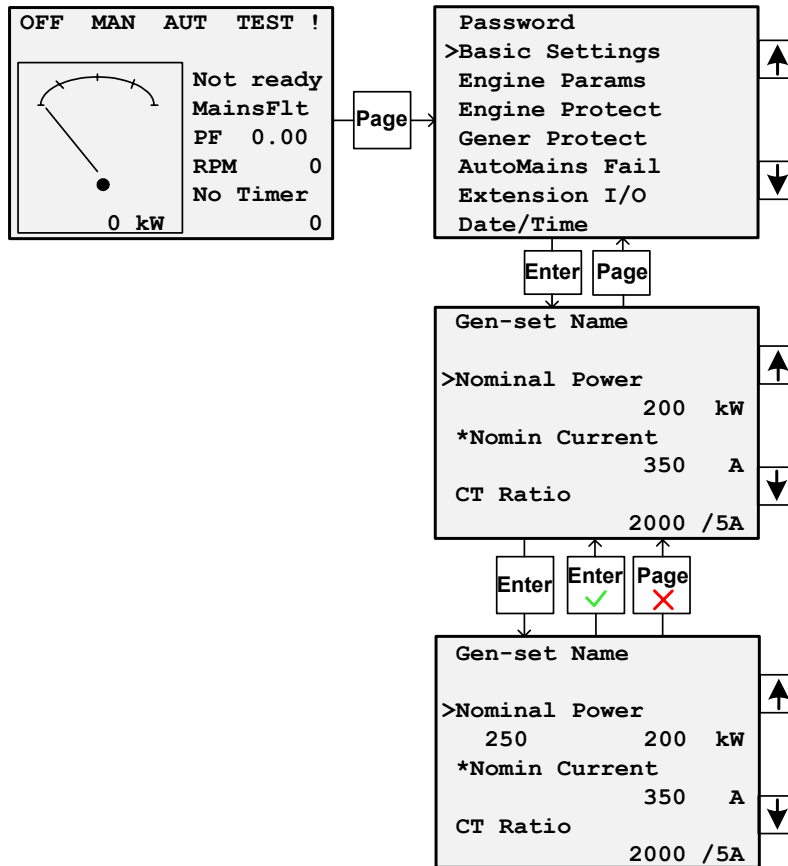 OFF MAN AUT TEST !
Not ready
MainsFlt
PF 0.00
RPM 0
No Timer
0 kW 0
Page
Password
>Basic Settings
Engine Params
Engine Protect
Gener Protect
AutoMains Fail
Extension I/O
Date/Time
Enter Page
Gen-set Name
>Nominal Power
200 kW
*Nomin Current
350 A
CT Ratio
2000 /5A
Enter Enter Page
Gen-set Name
>Nominal Power
250 200 kW
*Nomin Current
350 A
CT Ratio
2000 /5A